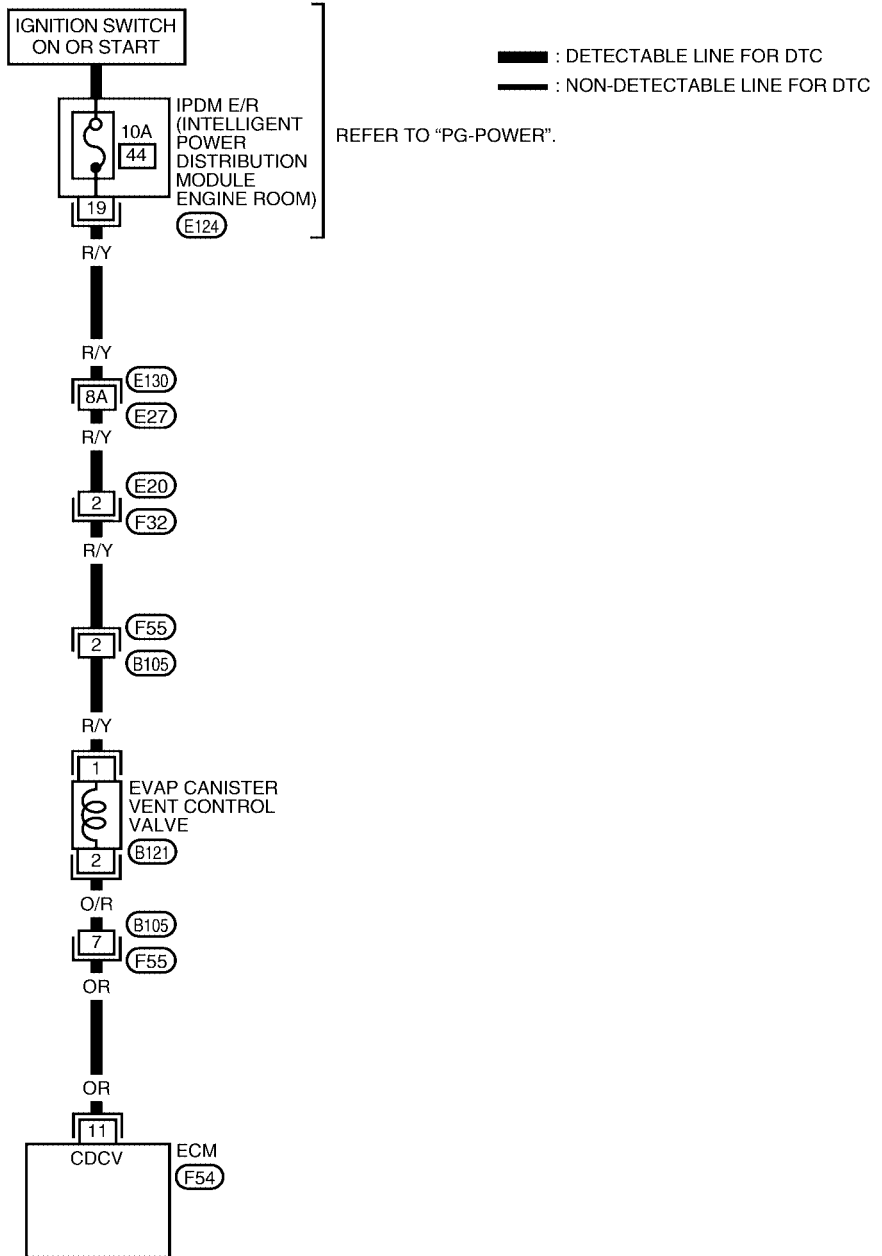 IGNITION SWITCH
ON OR START
: DETECTABLE LINE FOR DTC
: NON-DETECTABLE LINE FOR DTC
10A
44
IPDM E/R
(INTELLIGENT
POWER
DISTRIBUTION
MODULE
ENGINE ROOM)
E124
REFER TO “PG-POWER”.
19
R/Y
R/Y
E130
8A
E27
R/Y
E20
2
F32
R/Y
F55
2
B105
R/Y
1
EVAP CANISTER
VENT CONTROL
VALVE
B121
2
O/R
B105
7
F55
OR
OR
11
CDCV
ECM
F54